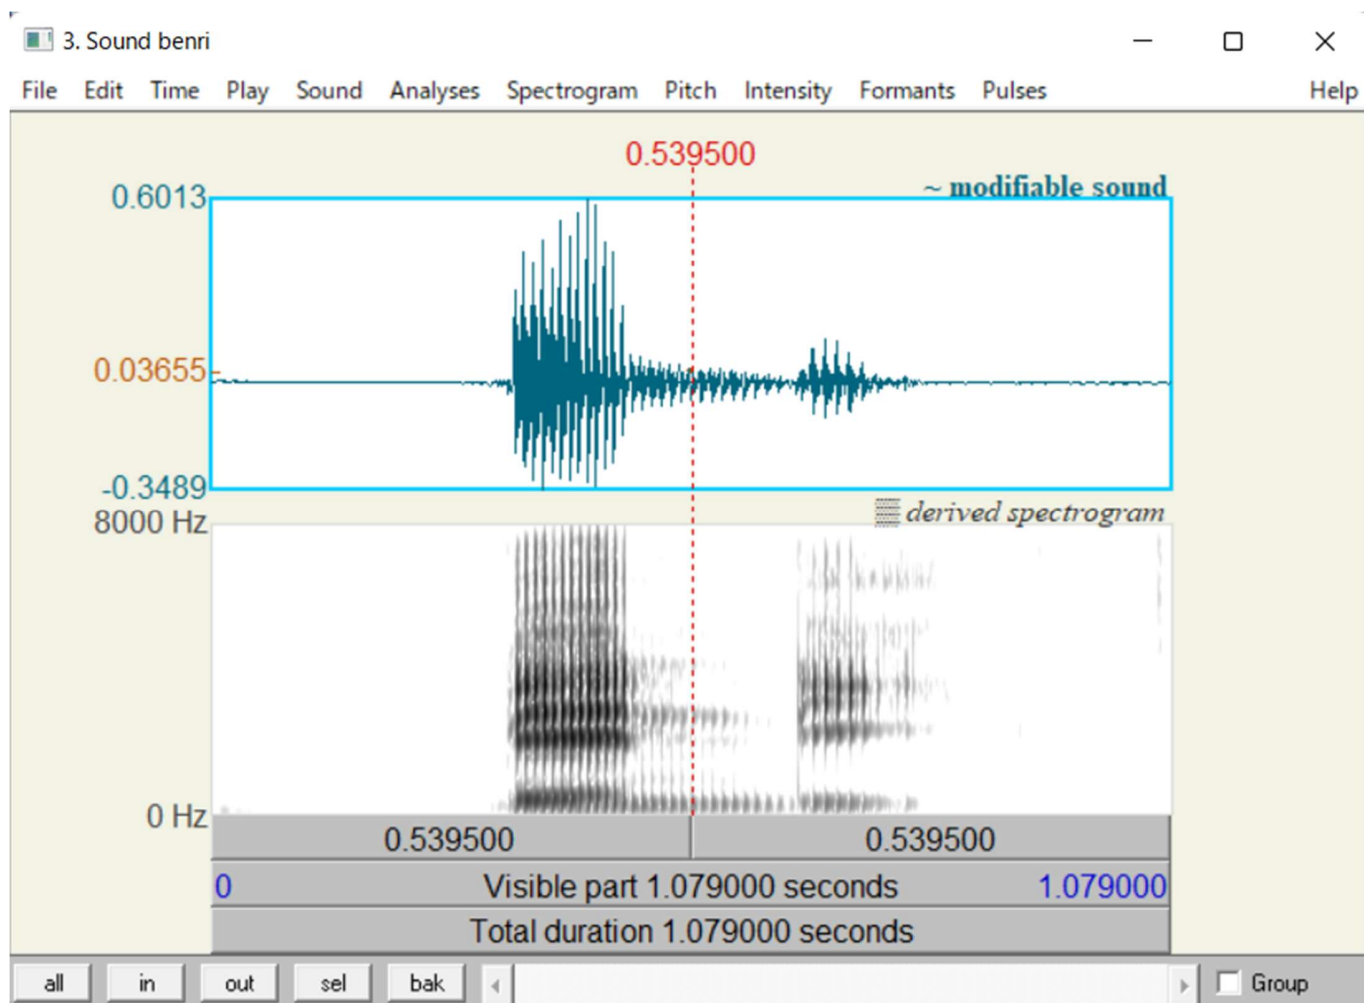 3. Sound benri
File Edit Time Play Sound Analyses Spectrogram Pitch Intensity Formants Pulses Help
0.539500
0.6013
~ modifiable sound
0.03655
-0.3489
8000 Hz
derived spectrogram
0 Hz
0.539500 0.539500
0 Visible part 1.079000 seconds 1.079000
Total duration 1.079000 seconds
all in out sel bak Group